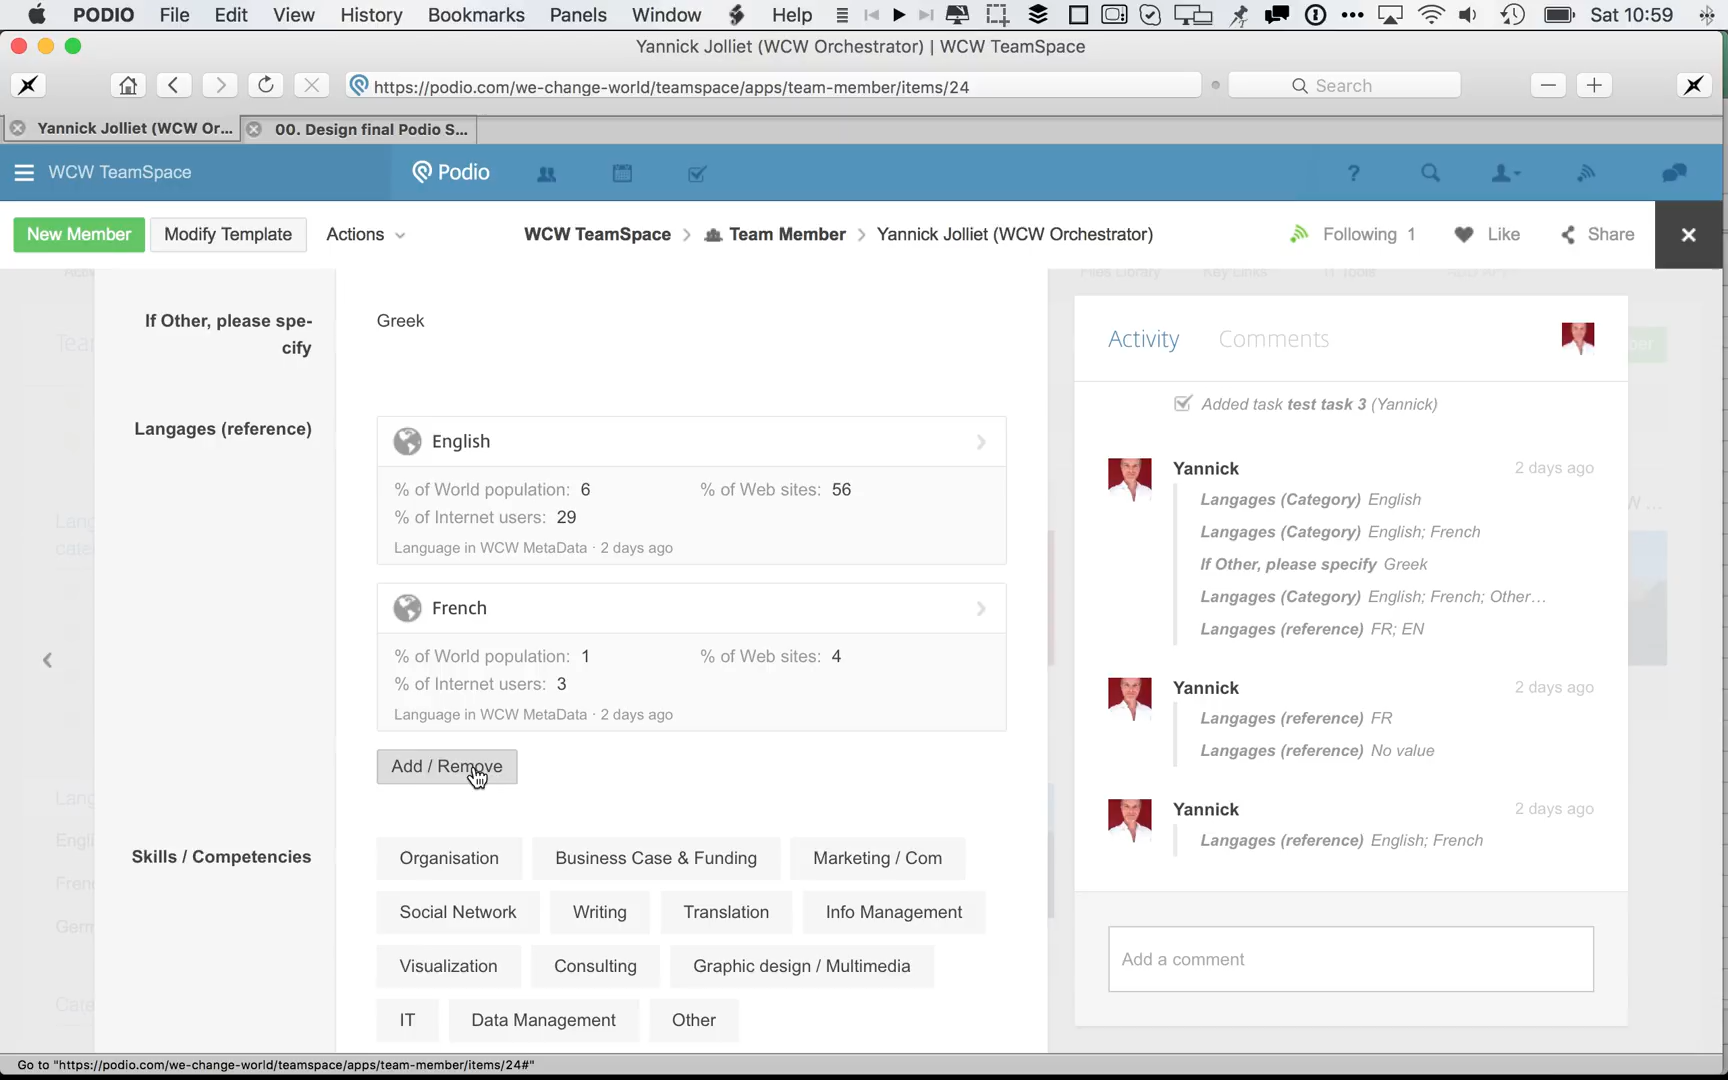 PODIO File Edit View History Bookmarks Panels Window Help Sat 10:59
Yannick Jolliet (WCW Orchestrator) | WCW TeamSpace
https://podio.com/we-change-world/teamspace/apps/team-member/items/24 Search
Yannick Jolliet (WCW Or... 00. Design final Podio S...
WCW TeamSpace Podio ?
New Member Modify Template Actions WCW TeamSpace Team Member Yannick Jolliet (WCW Orchestrator) Following 1 Like Share
If Other, please spe-
cify
Greek
Langages (reference)
English
% of World population: 6 % of Web sites: 56
% of Internet users: 29
Language in WCW MetaData · 2 days ago
French
% of World population: 1 % of Web sites: 4
% of Internet users: 3
Language in WCW MetaData · 2 days ago
Add / Remove
Skills / Competencies
Organisation Business Case & Funding Marketing / Com
Social Network Writing Translation Info Management
Visualization Consulting Graphic design / Multimedia
IT Data Management Other
Activity Comments
Added task test task 3 (Yannick)
Yannick 2 days ago
Langages (Category) English
Langages (Category) English; French
If Other, please specify Greek
Langages (Category) English; French; Other...
Langages (reference) FR; EN
Yannick 2 days ago
Langages (reference) FR
Langages (reference) No value
Yannick 2 days ago
Langages (reference) English; French
Add a comment
Go to "https://podio.com/we-change-world/teamspace/apps/team-member/items/24#"